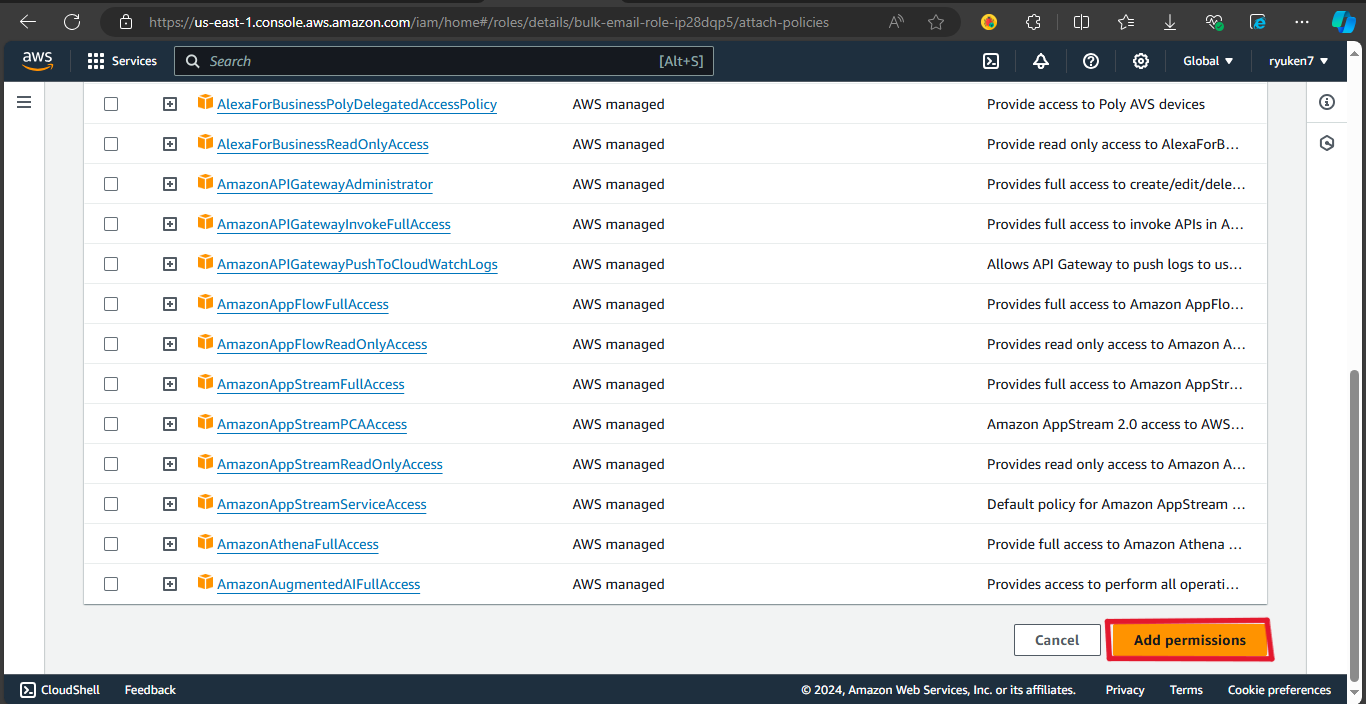 https://us-east-1.console.aws.amazon.com/iam/home#/roles/details/bulk-email-role-ip28dqp5/attach-policies
aws Services Search [Alt+S] Global ryuken7
AlexaForBusinessPolyDelegatedAccessPolicy AWS managed Provide access to Poly AVS devices
AlexaForBusinessReadOnlyAccess AWS managed Provide read only access to AlexaForB...
AmazonAPIGatewayAdministrator AWS managed Provides full access to create/edit/dele...
AmazonAPIGatewayInvokeFullAccess AWS managed Provides full access to invoke APIs in A...
AmazonAPIGatewayPushToCloudWatchLogs AWS managed Allows API Gateway to push logs to us...
AmazonAppFlowFullAccess AWS managed Provides full access to Amazon AppFlo...
AmazonAppFlowReadOnlyAccess AWS managed Provides read only access to Amazon A...
AmazonAppStreamFullAccess AWS managed Provides full access to Amazon AppStr...
AmazonAppStreamPCAAccess AWS managed Amazon AppStream 2.0 access to AWS...
AmazonAppStreamReadOnlyAccess AWS managed Provides read only access to Amazon A...
AmazonAppStreamServiceAccess AWS managed Default policy for Amazon AppStream ...
AmazonAthenaFullAccess AWS managed Provide full access to Amazon Athena ...
AmazonAugmentedAIFullAccess AWS managed Provides access to perform all operati...
Cancel Add permissions
CloudShell Feedback © 2024, Amazon Web Services, Inc. or its affiliates. Privacy Terms Cookie preferences